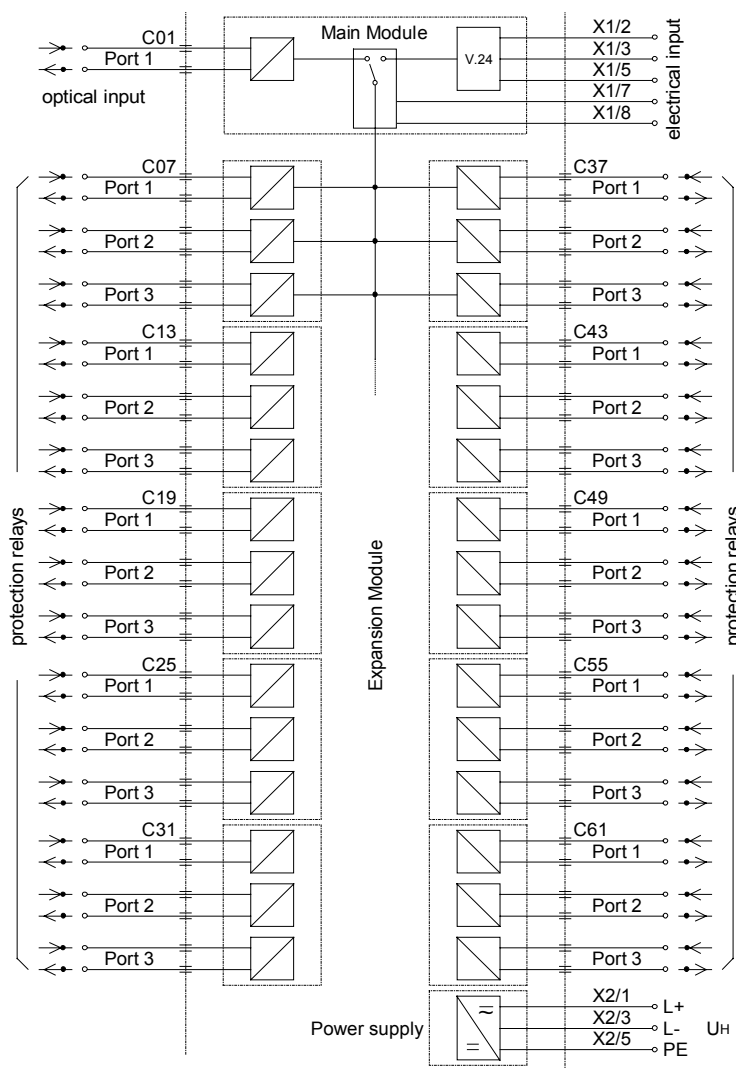 C01
Port 1
optical input
Main Module
V.24
X1/2
X1/3
X1/5
X1/7
X1/8
electrical input
C07
Port 1
Port 2
Port 3
C37
Port 1
Port 2
Port 3
C13
Port 1
Port 2
Port 3
C43
Port 1
Port 2
Port 3
protection relays
C19
Port 1
Port 2
Port 3
Expansion Module
C49
Port 1
Port 2
Port 3
protection relays
C25
Port 1
Port 2
Port 3
C55
Port 1
Port 2
Port 3
C31
Port 1
Port 2
Port 3
C61
Port 1
Port 2
Port 3
Power supply
X2/1
L+
X2/3
L-
UH
X2/5
PE